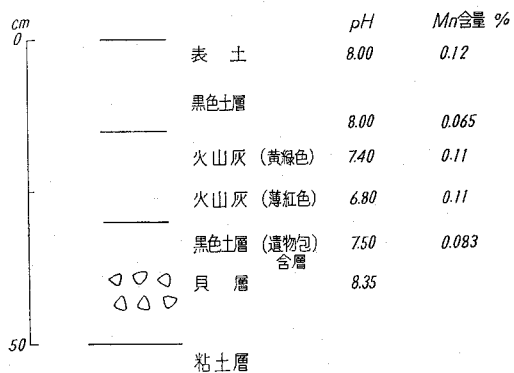 cm pH Mn含量 %
0
表土 8.00 0.12
黒色土層 8.00 0.065
火山灰 (黄緑色) 7.40 0.11
火山灰 (薄紅色) 6.80 0.11
黒色土層 (遺物包含層) 7.50 0.083
貝層 8.35
50
粘土層